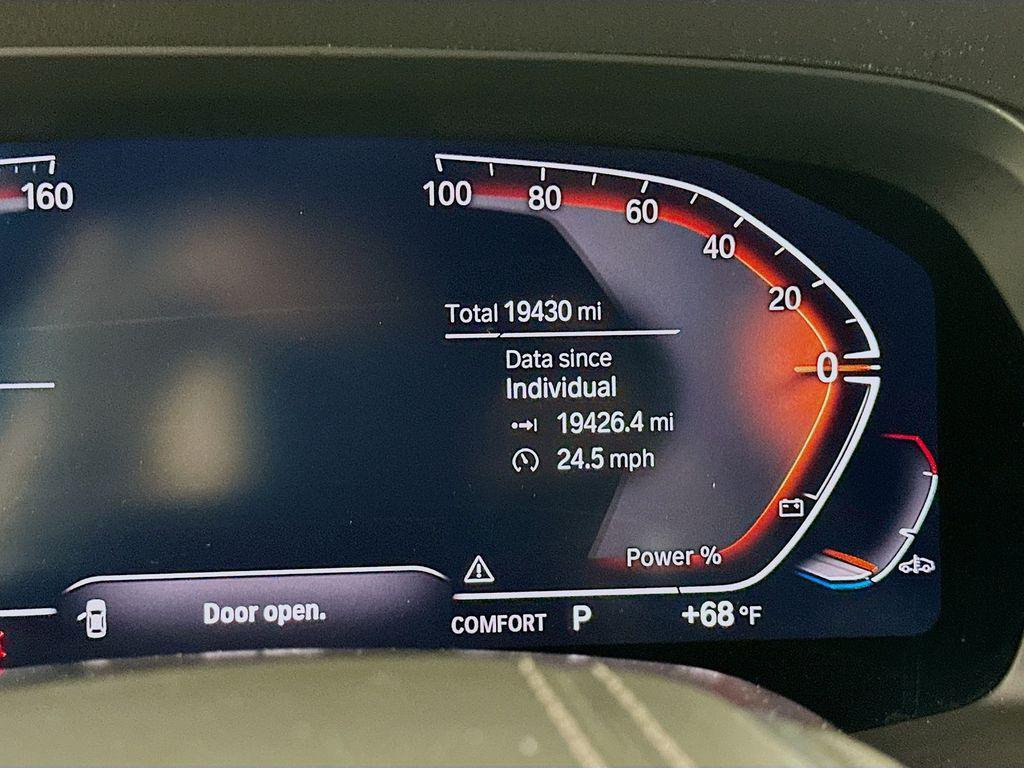 160
100
80
60
40
20
0
Total 19430 mi
Data since
Individual
19426.4 mi
24.5 mph
Power %
Door open.
COMFORT P +68 °F